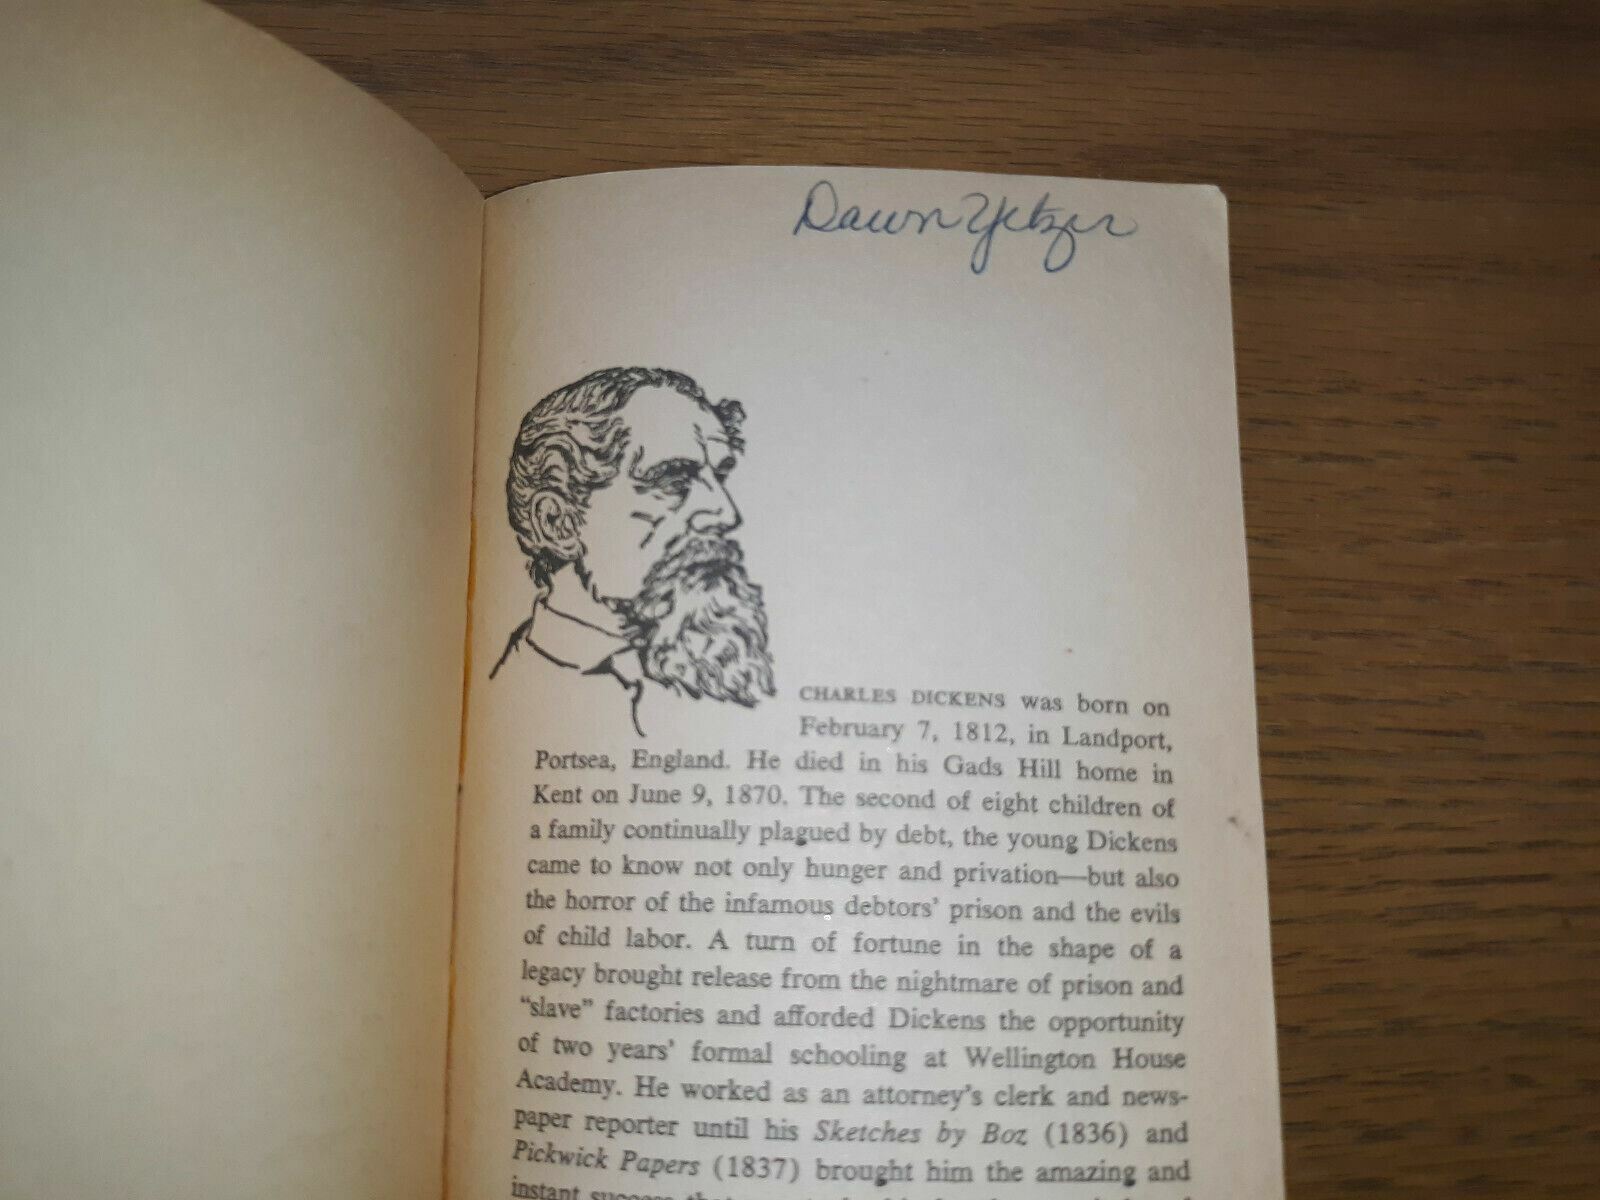 Dawn Yetzer
CHARLES DICKENS was born on
February 7, 1812, in Landport,
Portsea, England. He died in his Gads Hill home in
Kent on June 9, 1870. The second of eight children of
a family continually plagued by debt, the young Dickens
came to know not only hunger and privation—but also
the horror of the infamous debtors' prison and the evils
of child labor. A turn of fortune in the shape of a
legacy brought release from the nightmare of prison and
"slave" factories and afforded Dickens the opportunity
of two years' formal schooling at Wellington House
Academy. He worked as an attorney's clerk and news-
paper reporter until his Sketches by Boz (1836) and
Pickwick Papers (1837) brought him the amazing and
instant success that